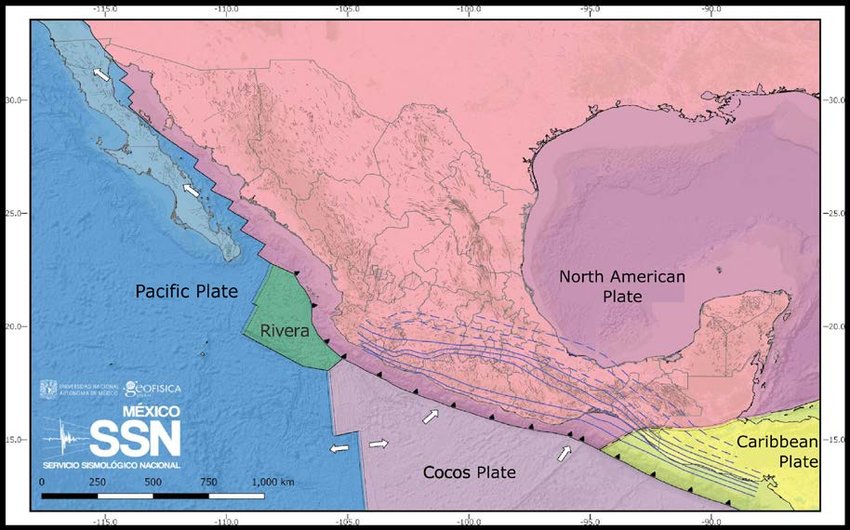 -115.0
-110.0
-105.0
-100.0
-95.0
-90.0
30.0
30.0
25.0
25.0
North American
Plate
Pacific Plate
20.0
20.0
Rivera
UNIVERSIDAD NACIONAL
AUTÓNOMA DE MÉXICO
geofísica
MÉXICO
SSN
SERVICIO SISMOLÓGICO NACIONAL
15.0
15.0
Caribbean
Plate
Cocos Plate
0
250
500
750
1,000 km
-115.0
-110.0
-105.0
-100.0
-95.0
-90.0